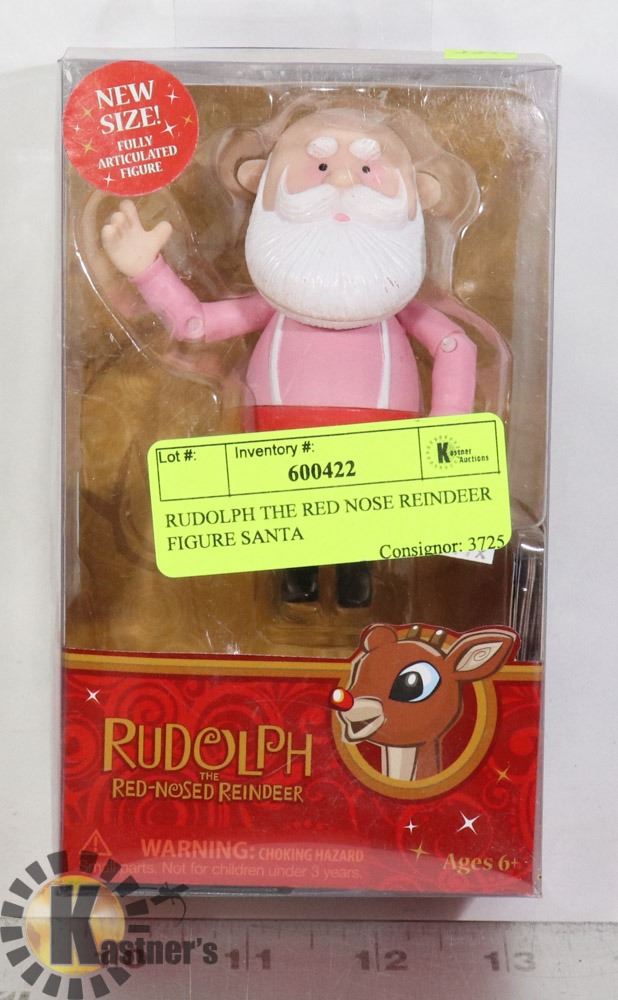 NEW
SIZE!
FULLY
ARTICULATED
FIGURE
Lot #:
Inventory #:
600422
Kastner
Auctions
RUDOLPH THE RED NOSE REINDEER
FIGURE SANTA
Consignor: 3725
RUDOLPH
THE
RED-NOSED REINDEER
WARNING: CHOKING HAZARD
parts. Not for children under 3 years.
Ages 6+
Kastner's
11
12
13